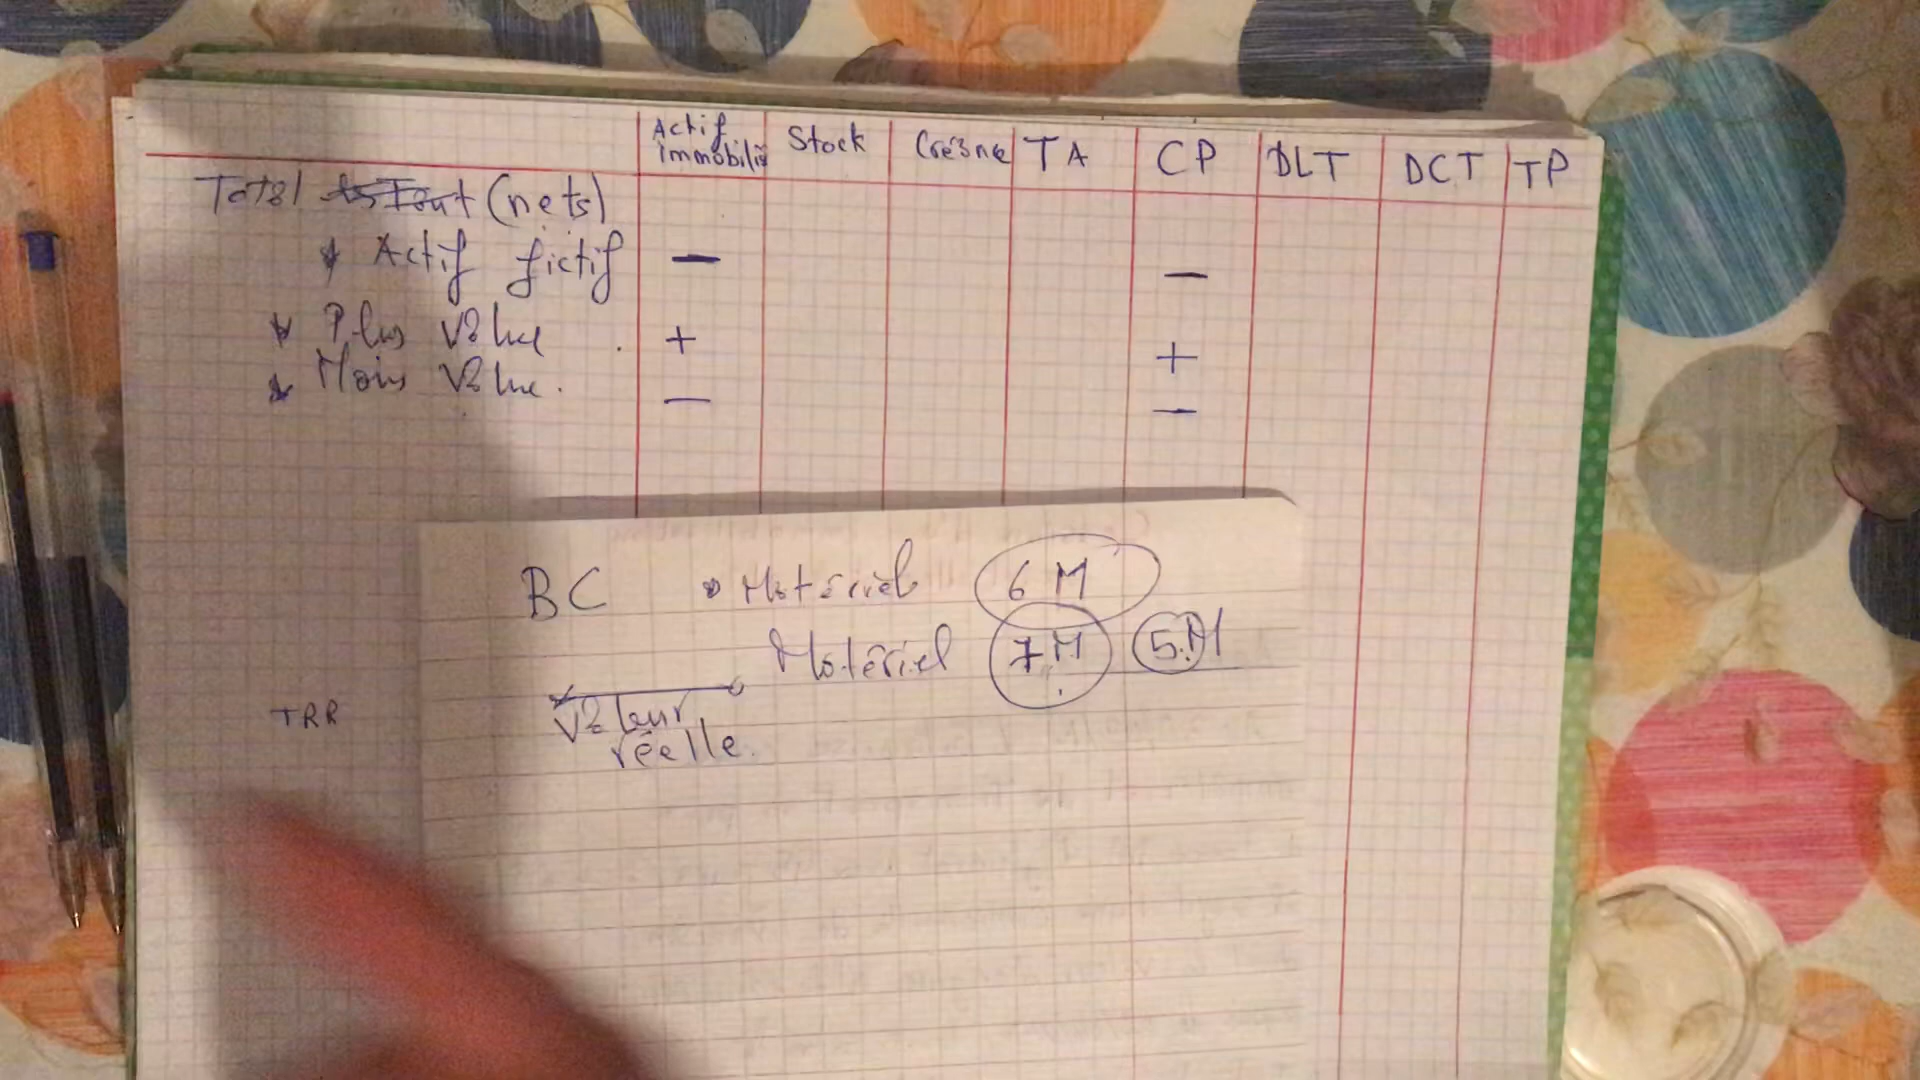 Actif immobilisé Stock Créance TA CP DLT DCT TP
Total (nets)
* Actif fictif — —
* Plus value + +
* Moins value. — —
BC • Matériel 6 M
Matériel 7 M 5.M
Valeur réelle.
TRR